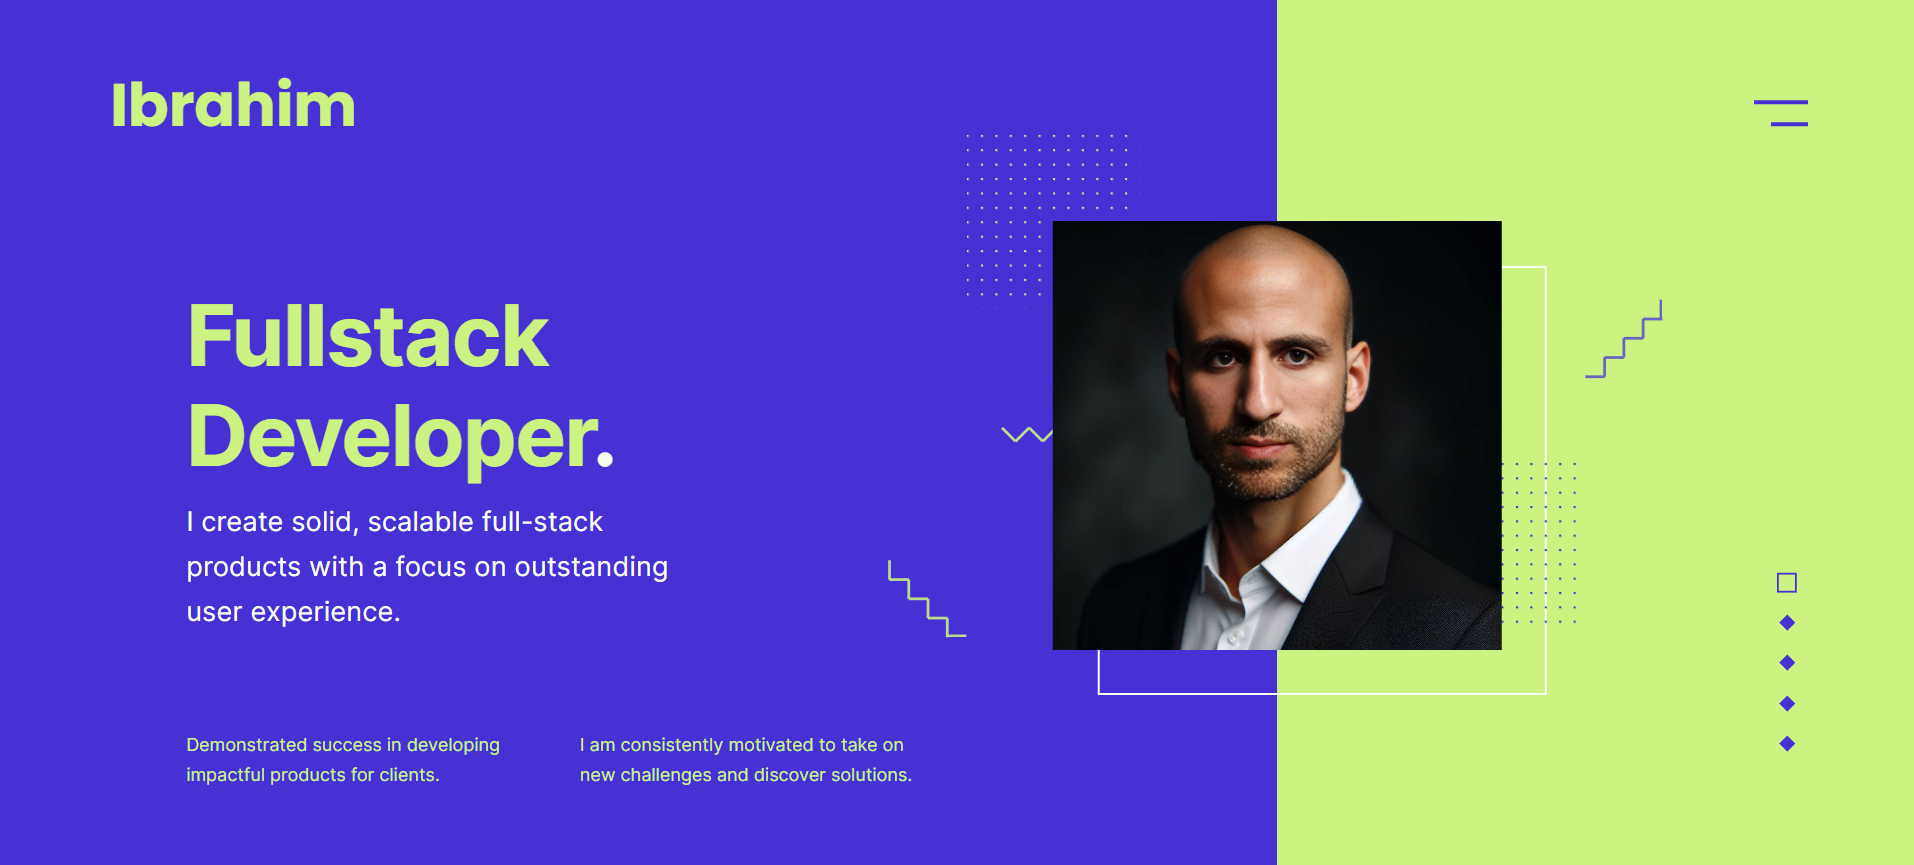 Ibrahim
Fullstack
Developer.
I create solid, scalable full-stack
products with a focus on outstanding
user experience.
Demonstrated success in developing
impactful products for clients.
I am consistently motivated to take on
new challenges and discover solutions.